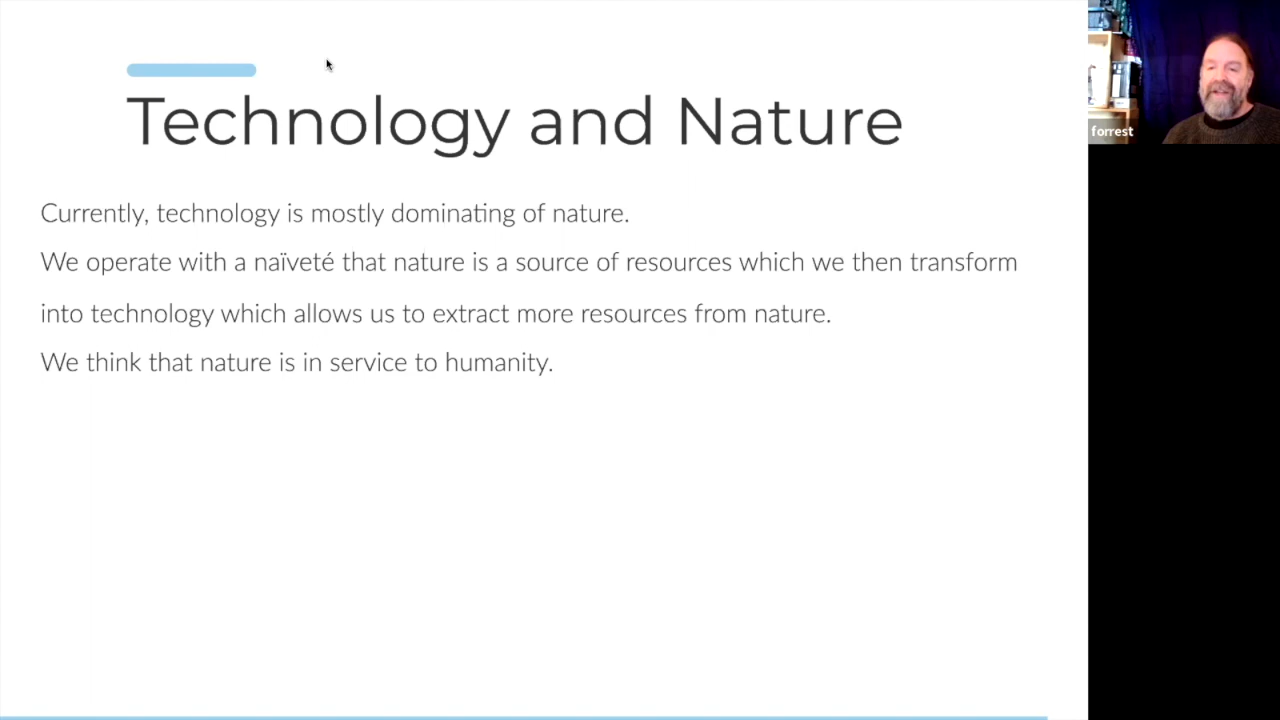 Technology and Nature
Currently, technology is mostly dominating of nature.
We operate with a naïveté that nature is a source of resources which we then transform
into technology which allows us to extract more resources from nature.
We think that nature is in service to humanity.
forrest